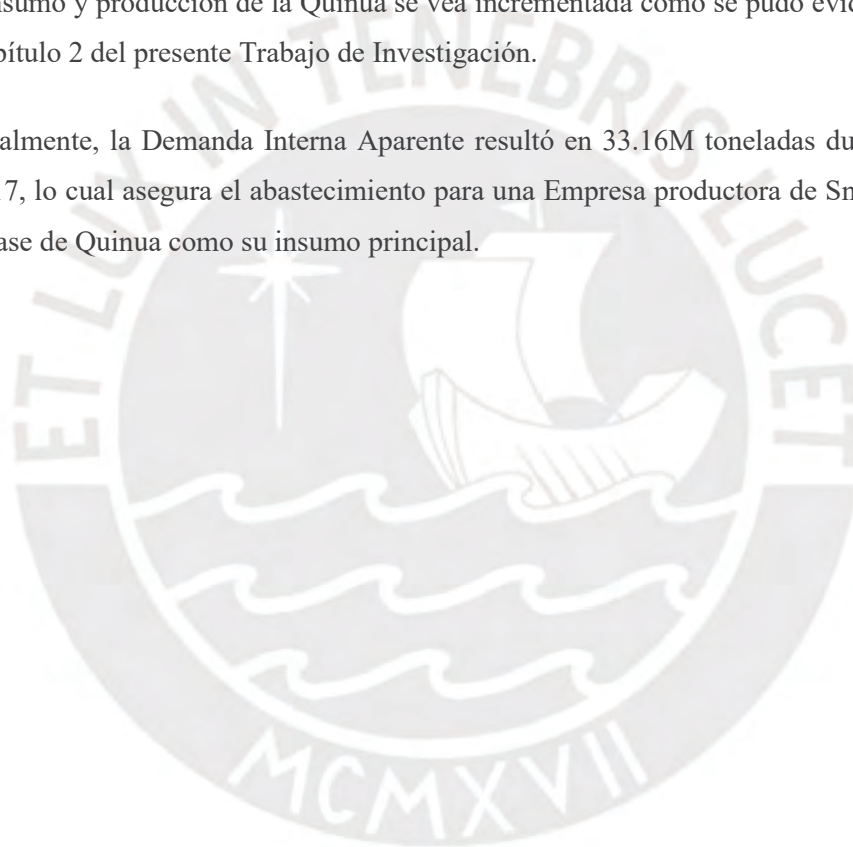 nsumo y producción de la Quinua se vea incrementada como se pudo evid
pítulo 2 del presente Trabajo de Investigación.
almente, la Demanda Interna Aparente resultó en 33.16M toneladas du
7, lo cual asegura el abastecimiento para una Empresa productora de Sn
ase de Quinua como su insumo principal.
ET LUX IN TENEBRIS LUCET
MCMXVII